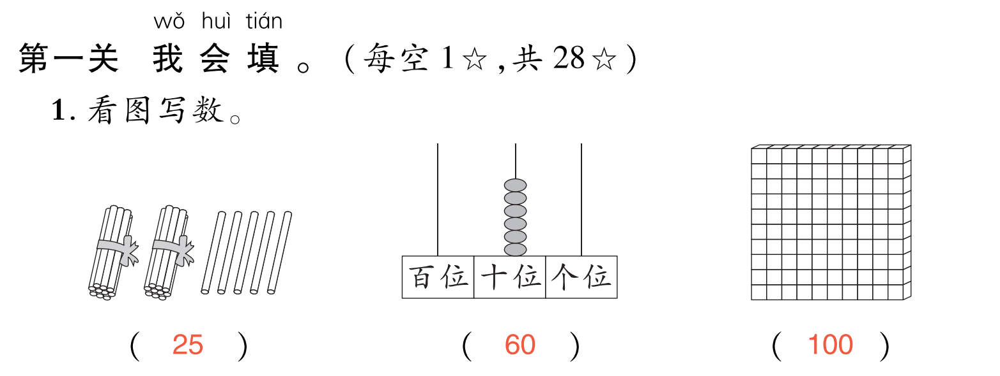 wǒ huì tián
第一关 我会填。(每空1☆,共28☆)
1. 看图写数。
百位 十位 个位
( 25 ) ( 60 ) ( 100 )